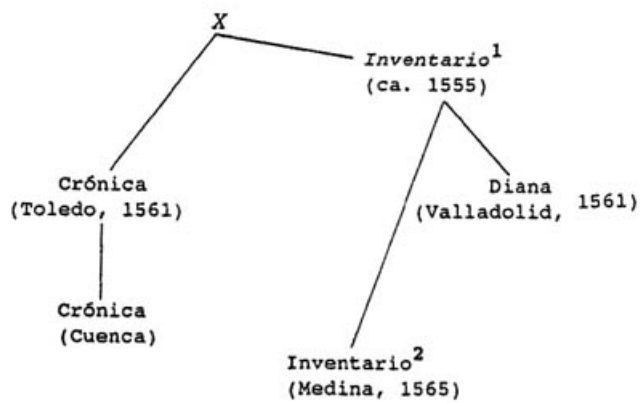 X
Inventario¹
(ca. 1555)
Crónica
(Toledo, 1561)
Diana
(Valladolid, 1561)
Crónica
(Cuenca)
Inventario²
(Medina, 1565)